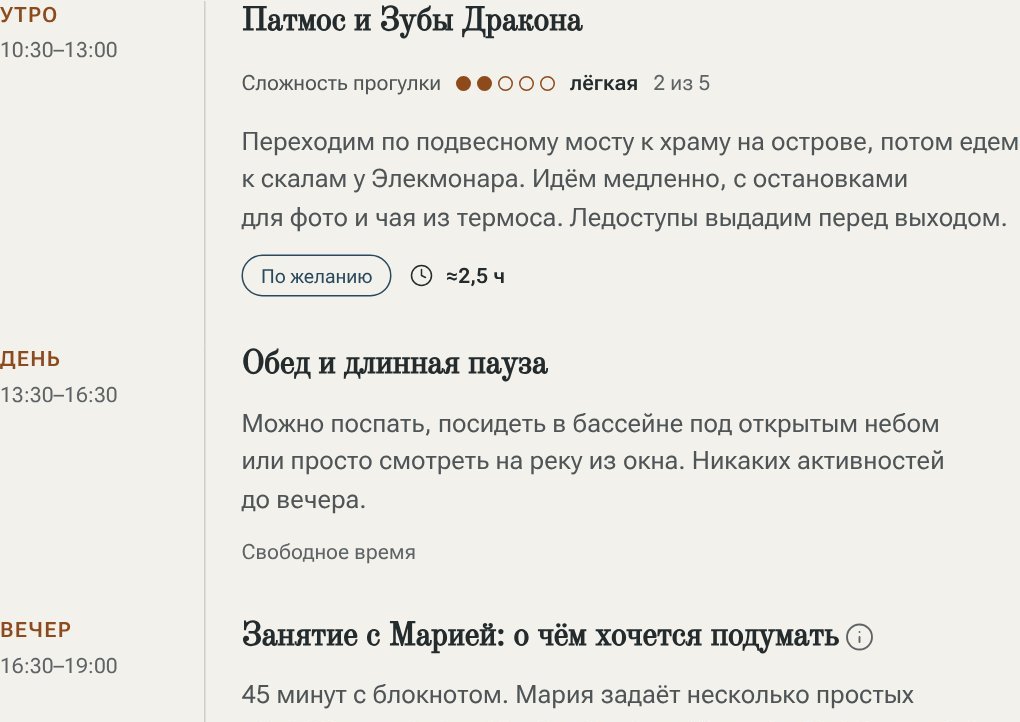 УТРО
10:30–13:00
Патмос и Зубы Дракона
Сложность прогулки лёгкая 2 из 5
Переходим по подвесному мосту к храму на острове, потом едем
к скалам у Элекмонара. Идём медленно, с остановками
для фото и чая из термоса. Ледоступы выдадим перед выходом.
По желанию ≈2,5 ч
ДЕНЬ
13:30–16:30
Обед и длинная пауза
Можно поспать, посидеть в бассейне под открытым небом
или просто смотреть на реку из окна. Никаких активностей
до вечера.
Свободное время
ВЕЧЕР
16:30–19:00
Занятие с Марией: о чём хочется подумать
45 минут с блокнотом. Мария задаёт несколько простых